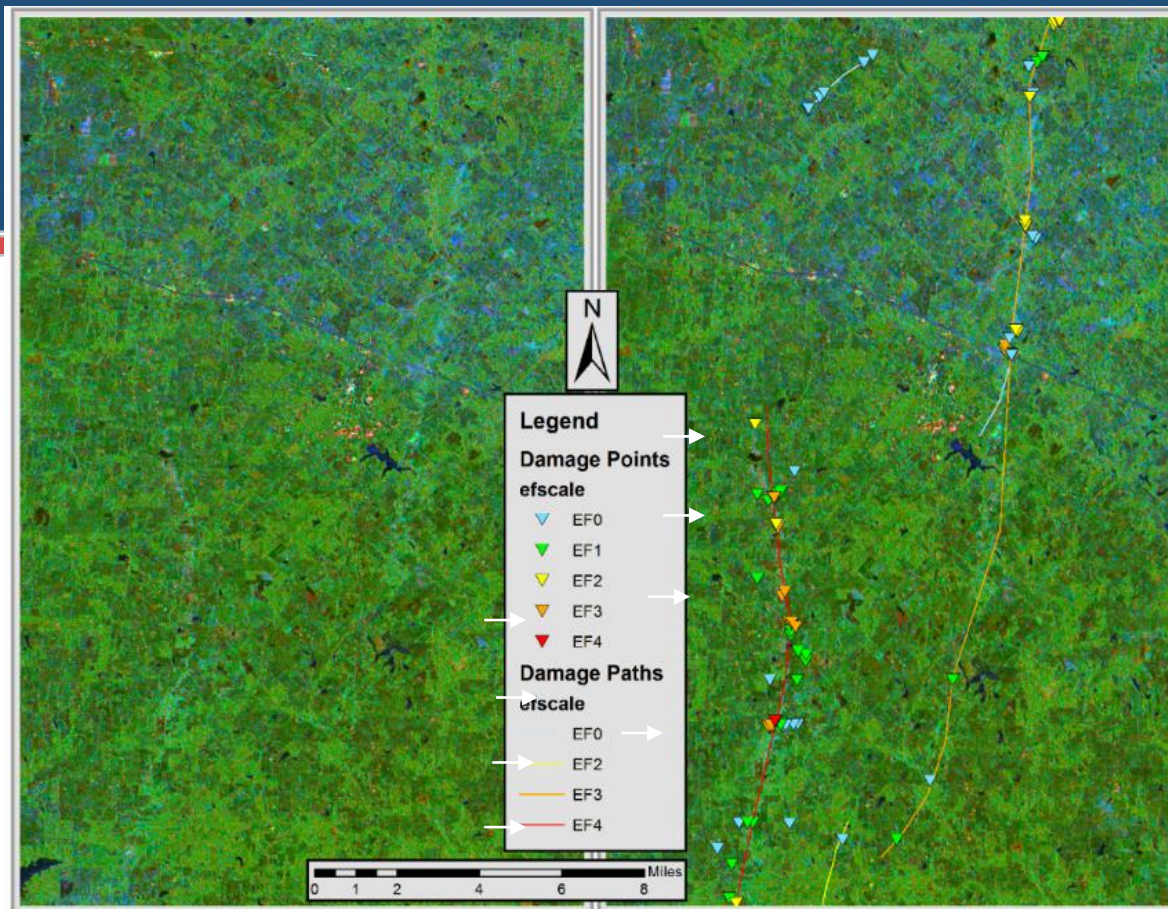 N
Legend
Damage Points
efscale
EF0
EF1
EF2
EF3
EF4
Damage Paths
efscale
EF0
EF2
EF3
EF4
Miles
0 1 2 4 6 8